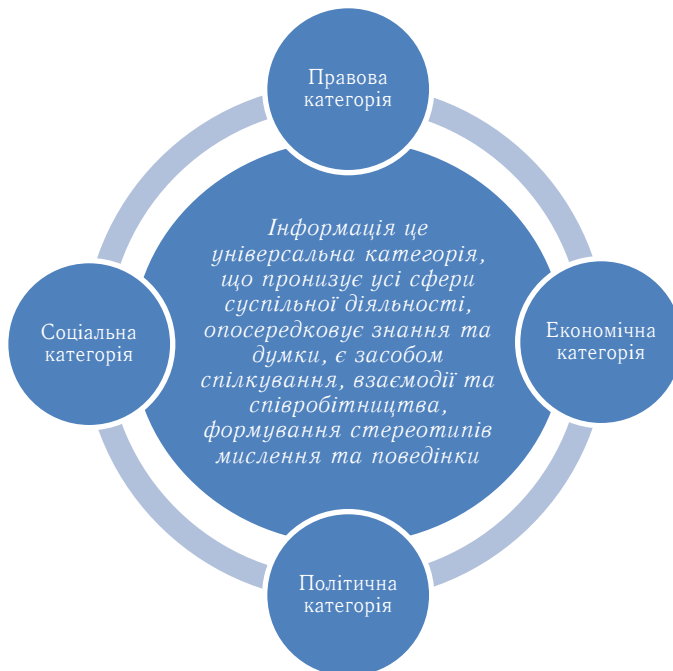 Правова
категорія
Інформація це
універсальна категорія,
що пронизує усі сфери
суспільної діяльності,
опосередковує знання та
думки, є засобом
спілкування, взаємодії та
співробітництва,
формування стереотипів
мислення та поведінки
Соціальна
категорія
Економічна
категорія
Політична
категорія